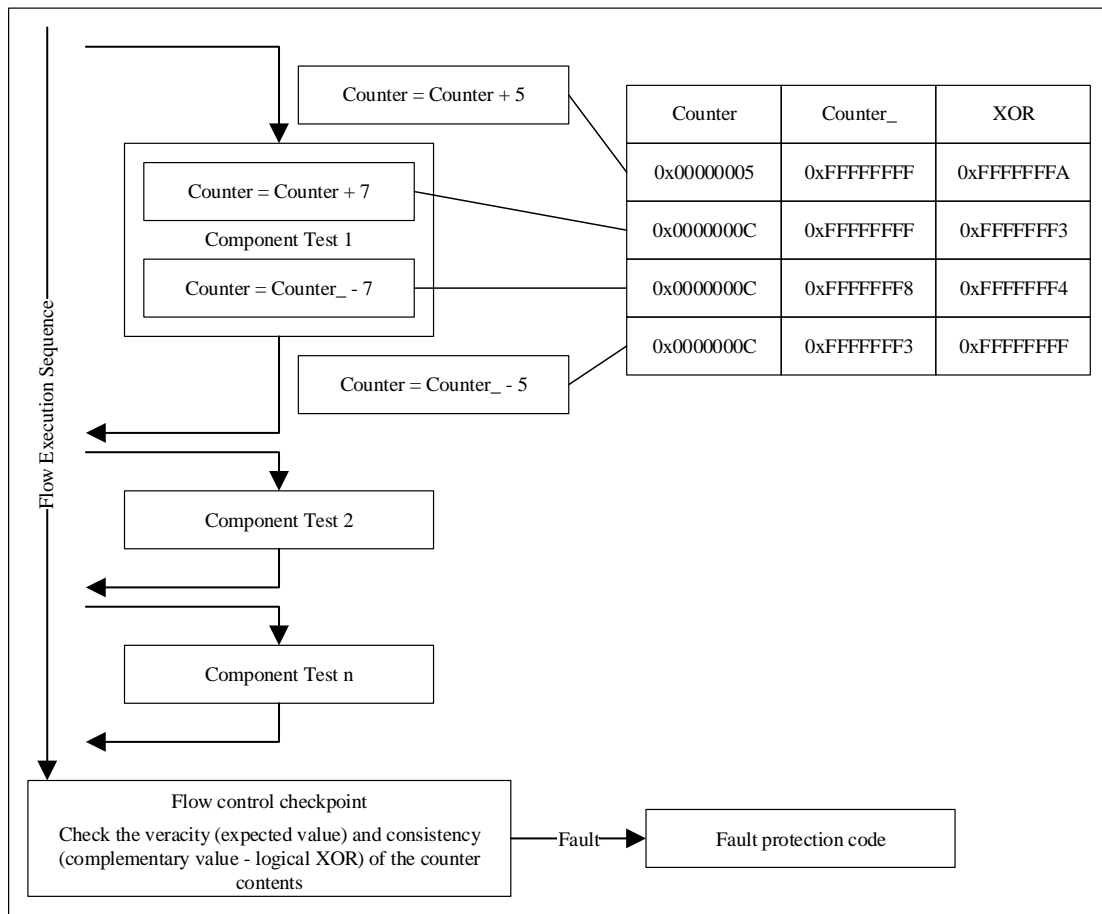 Counter = Counter + 5
Counter Counter_ XOR
0x00000005 0xFFFFFFFF 0xFFFFFFFA
Counter = Counter + 7
0x0000000C 0xFFFFFFFF 0xFFFFFFF3
Component Test 1
Counter = Counter_ - 7
0x0000000C 0xFFFFFFF8 0xFFFFFFF4
0x0000000C 0xFFFFFFF3 0xFFFFFFFF
Counter = Counter_ - 5
Flow Execution Sequence
Component Test 2
Component Test n
Flow control checkpoint
Check the veracity (expected value) and consistency
(complementary value - logical XOR) of the counter
contents
Fault
Fault protection code